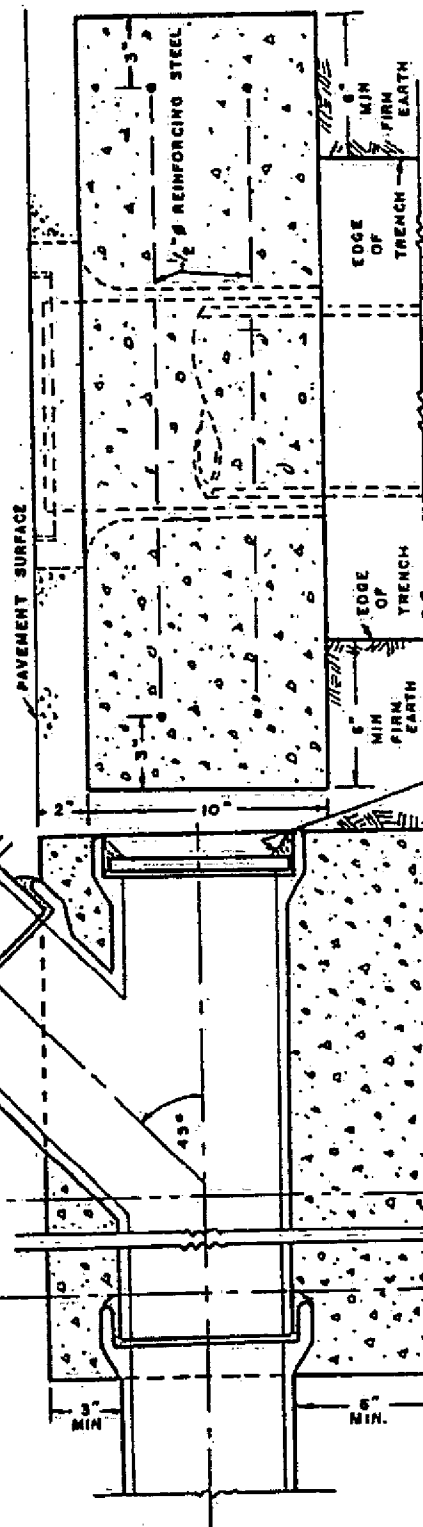 3"
1/2" ø REINFORCING STEEL
6"
MIN
FIRM
EARTH
EDGE
OF
TRENCH
PAVEMENT SURFACE
EDGE
OF
TRENCH
3"
6"
MIN
FIRM
EARTH
2"
10"
45°
3"
MIN
6"
MIN.